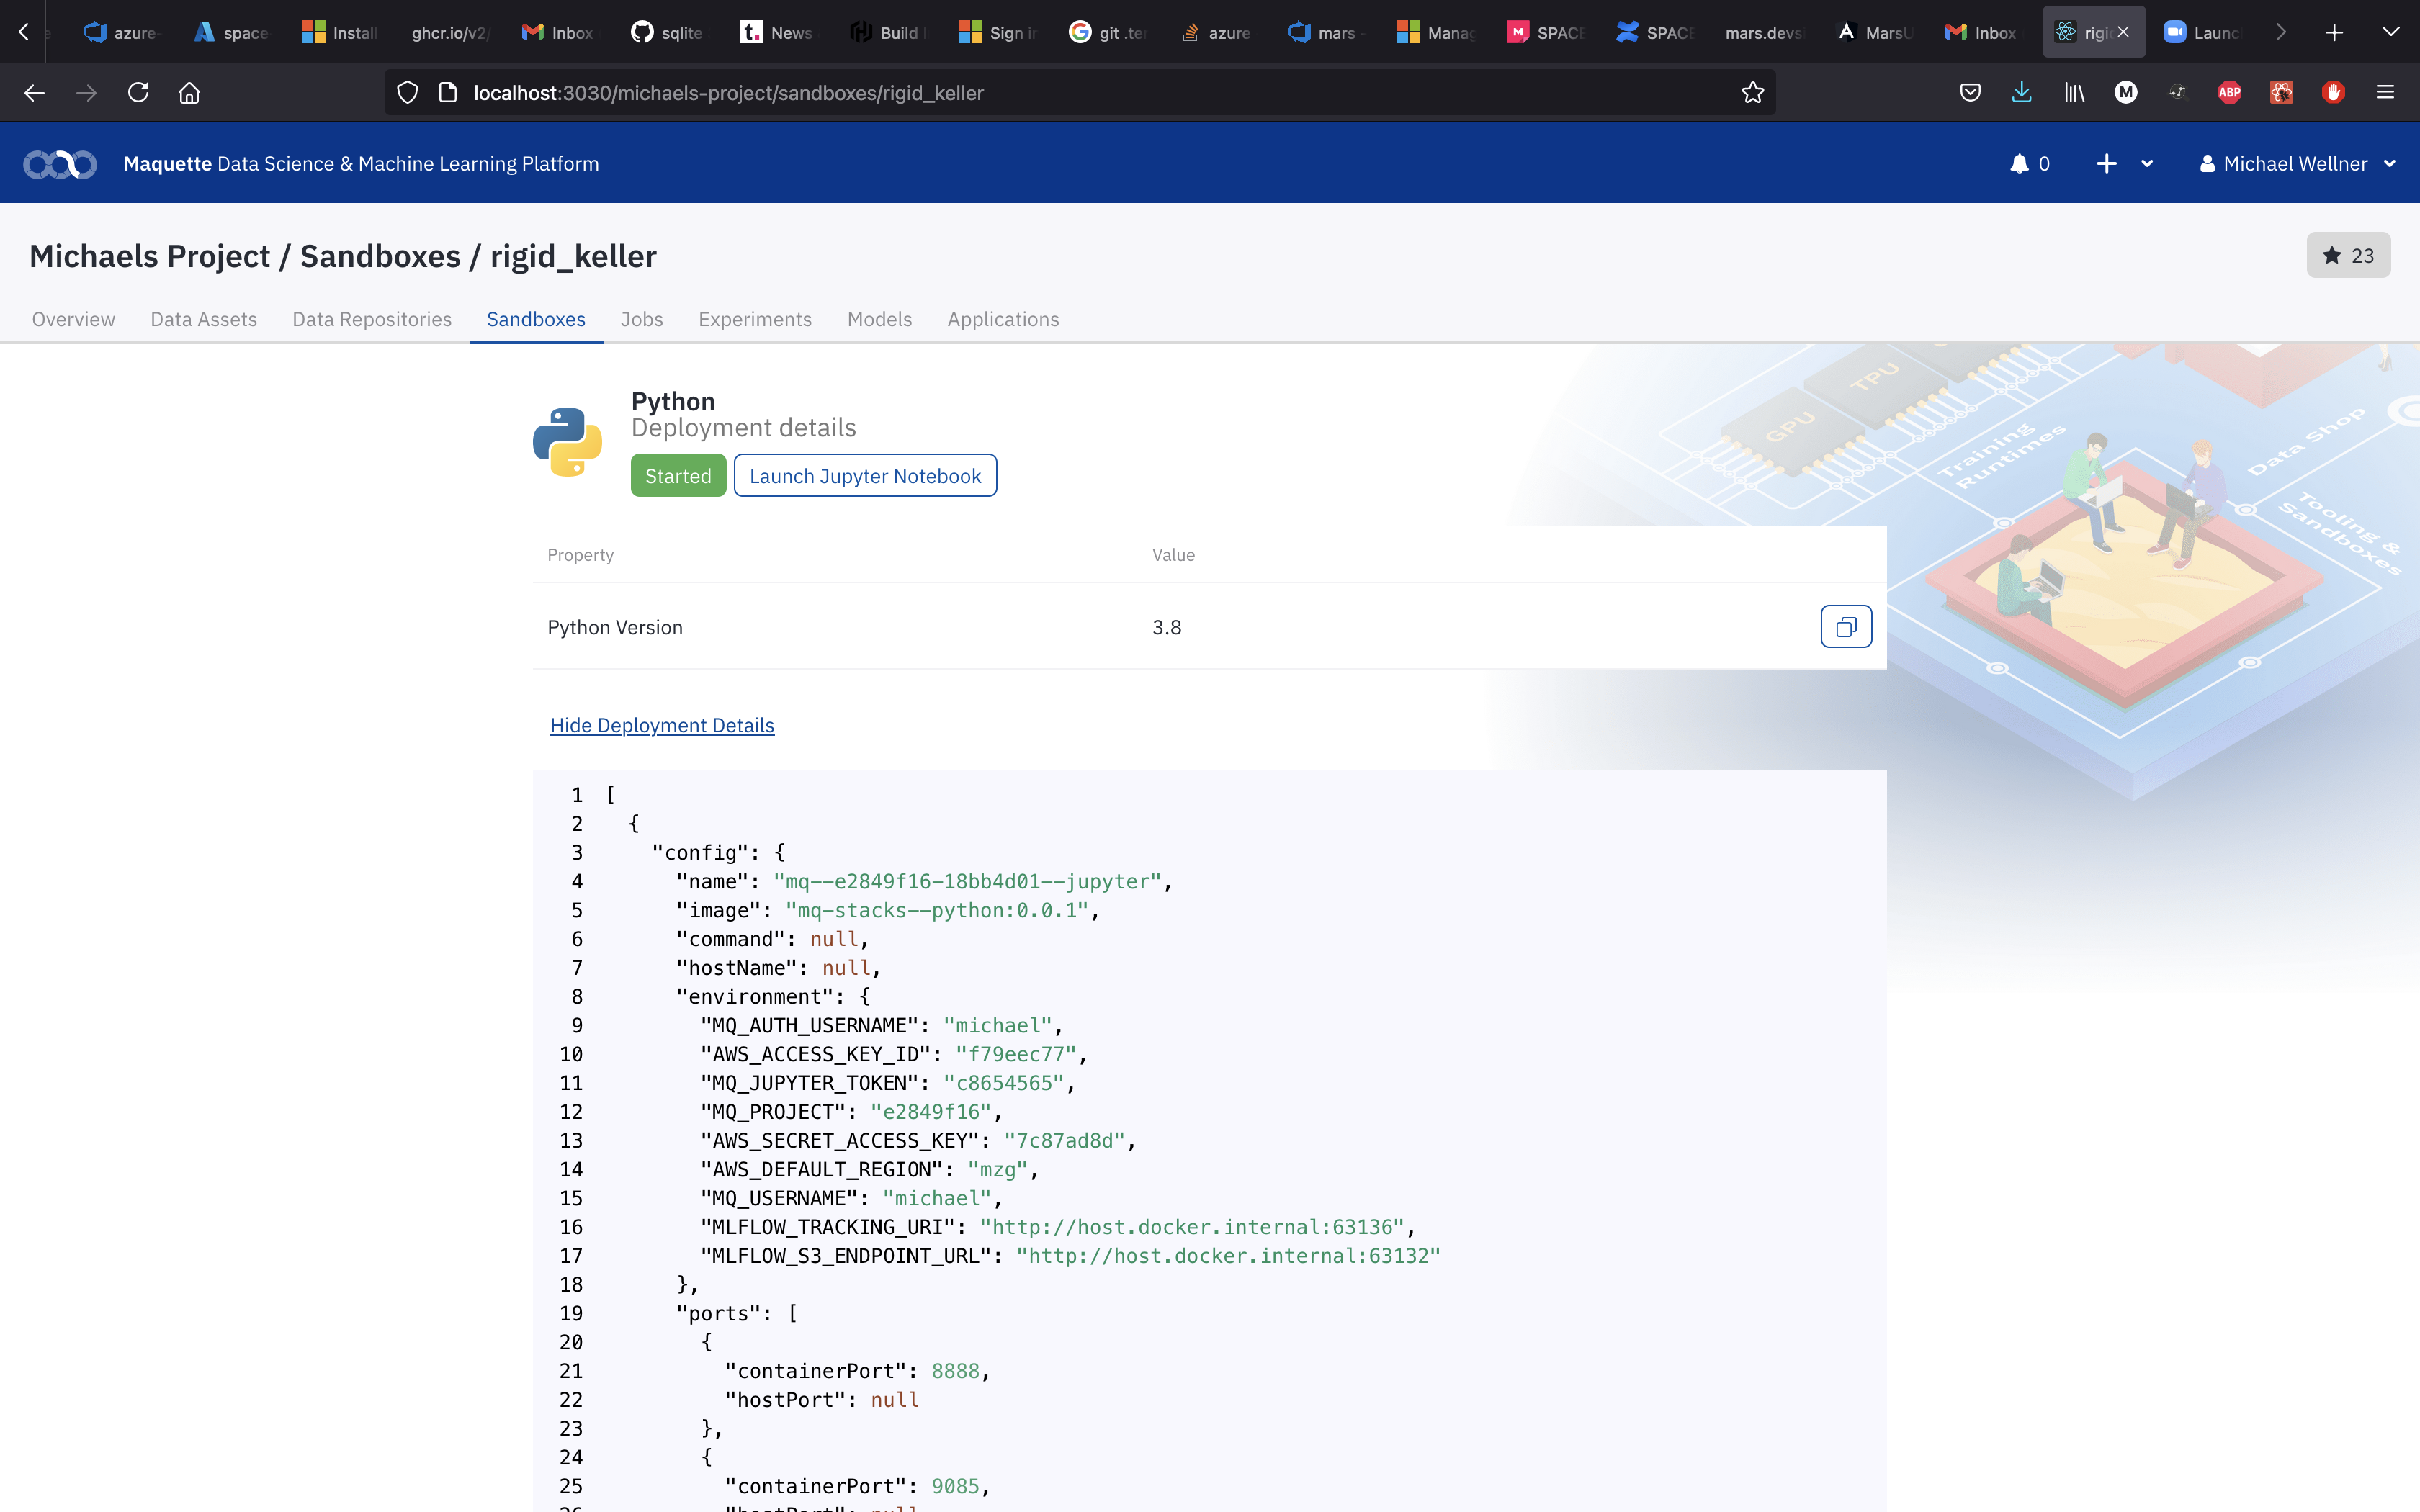 azure- space Install ghcr.io/v2/ Inbox sqlite t. News Build Sign in git .ter azure mars - Manag M SPACE SPACE mars.devs MarsU Inbox rigi Launc
localhost:3030/michaels-project/sandboxes/rigid_keller M ABP
Maquette Data Science & Machine Learning Platform 0 Michael Wellner
Michaels Project / Sandboxes / rigid_keller 23
Overview Data Assets Data Repositories Sandboxes Jobs Experiments Models Applications
TPU
GPU
Training
Runtimes
Data Shop
Tooling &
Sandboxes
Python
Deployment details
Started Launch Jupyter Notebook
Property Value
Python Version 3.8
Hide Deployment Details
1 [
2 {
3 "config": {
4 "name": "mq--e2849f16-18bb4d01--jupyter",
5 "image": "mq-stacks--python:0.0.1",
6 "command": null,
7 "hostName": null,
8 "environment": {
9 "MQ_AUTH_USERNAME": "michael",
10 "AWS_ACCESS_KEY_ID": "f79eec77",
11 "MQ_JUPYTER_TOKEN": "c8654565",
12 "MQ_PROJECT": "e2849f16",
13 "AWS_SECRET_ACCESS_KEY": "7c87ad8d",
14 "AWS_DEFAULT_REGION": "mzg",
15 "MQ_USERNAME": "michael",
16 "MLFLOW_TRACKING_URI": "http://host.docker.internal:63136",
17 "MLFLOW_S3_ENDPOINT_URL": "http://host.docker.internal:63132"
18 },
19 "ports": [
20 {
21 "containerPort": 8888,
22 "hostPort": null
23 },
24 {
25 "containerPort": 9085,